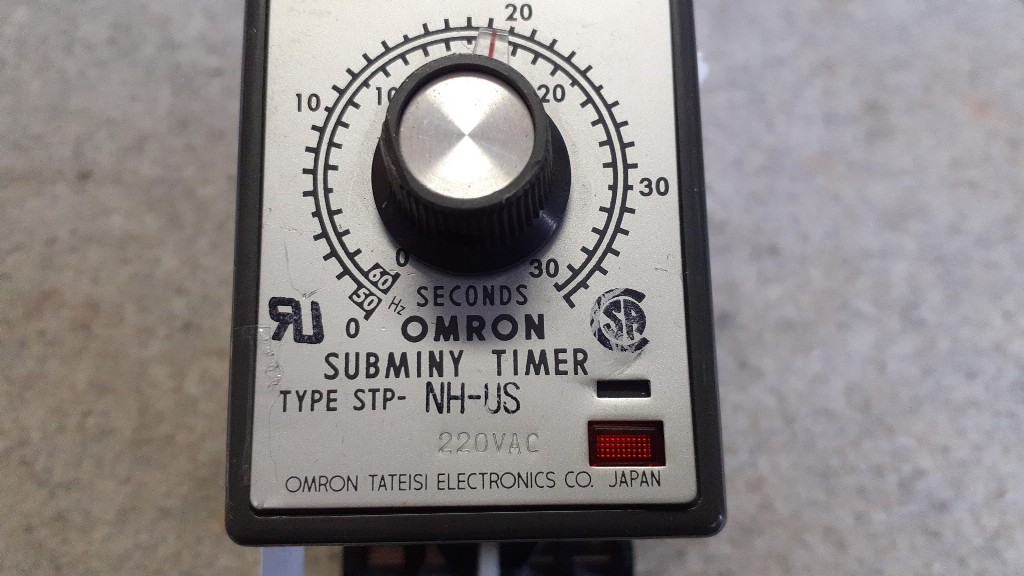 20
10 10 20
30
0 30
60
50 Hz SECONDS
0 OMRON
SUBMINY TIMER
TYPE STP- NH-US
220VAC
OMRON TATEISI ELECTRONICS CO. JAPAN